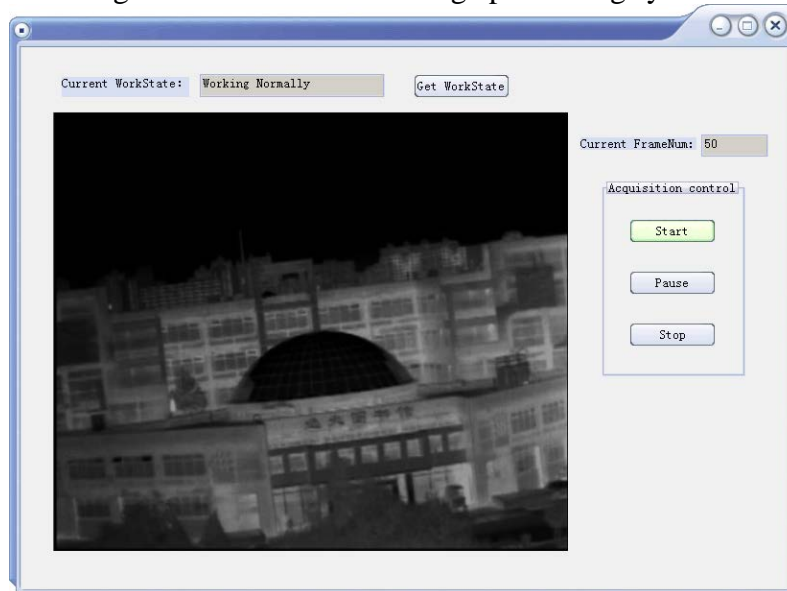 Current WorkState:
Working Normally
Get WorkState
Current FrameNum:
50
Acquisition control
Start
Pause
Stop